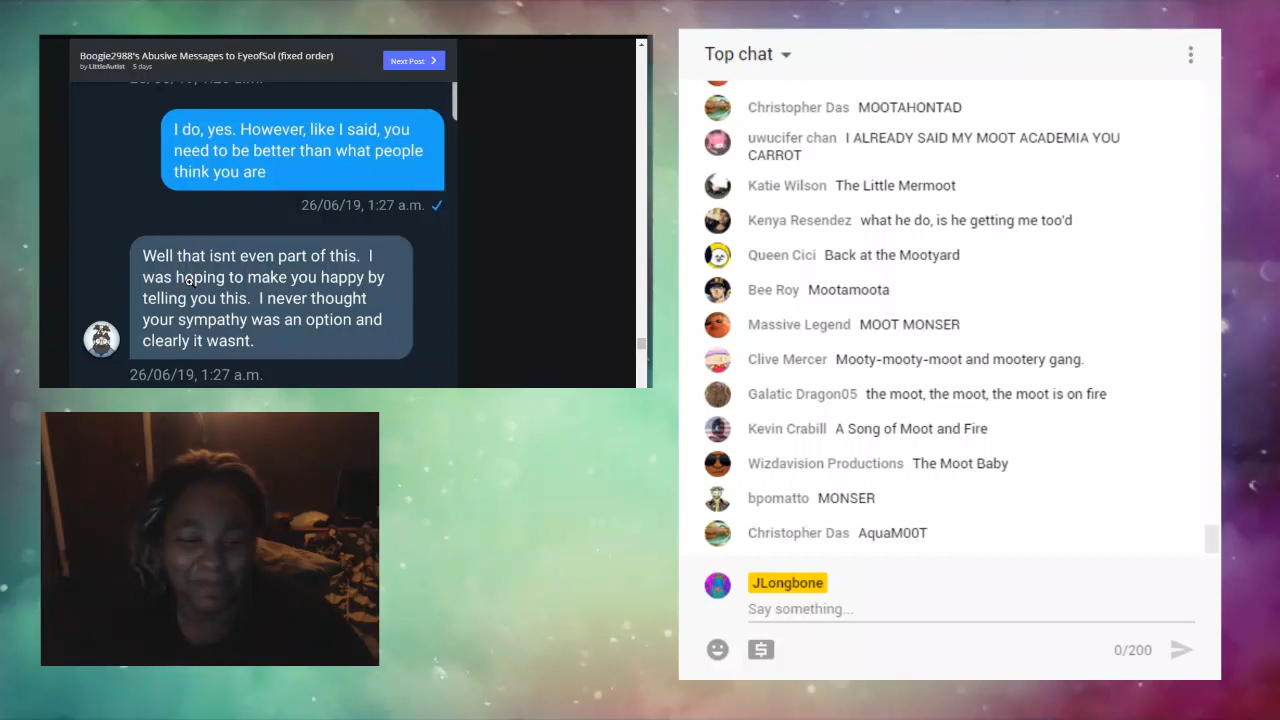 Boogie2988's Abusive Messages to EyeofSol (fixed order)
by LittleAutist 5 days
Next Post
I do, yes. However, like I said, you
need to be better than what people
think you are
26/06/19, 1:27 a.m.
Well that isnt even part of this. I
was hoping to make you happy by
telling you this. I never thought
your sympathy was an option and
clearly it wasnt.
26/06/19, 1:27 a.m.
Top chat
Christopher Das MOOTAHONTAD
uwucifer chan I ALREADY SAID MY MOOT ACADEMIA YOU
CARROT
Katie Wilson The Little Mermoot
Kenya Resendez what he do, is he getting me too'd
Queen Cici Back at the Mootyard
Bee Roy Mootamoota
Massive Legend MOOT MONSER
Clive Mercer Mooty-mooty-moot and mootery gang.
Galatic Dragon05 the moot, the moot, the moot is on fire
Kevin Crabill A Song of Moot and Fire
Wizdavision Productions The Moot Baby
bpomatto MONSER
Christopher Das AquaM00T
JLongbone
Say something...
0/200